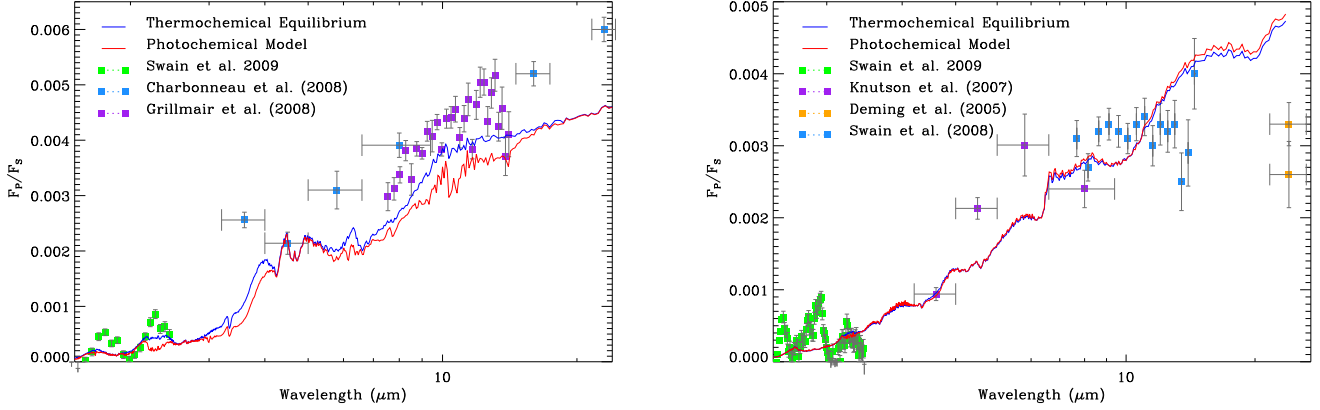 0.006
0.005
0.004
0.003
0.002
0.001
0.000
F_P/F_S
Thermochemical Equilibrium
Photochemical Model
Swain et al. 2009
Charbonneau et al. (2008)
Grillmair et al. (2008)
10
Wavelength (μm)
0.005
0.004
0.003
0.002
0.001
0.000
F_P/F_S
Thermochemical Equilibrium
Photochemical Model
Swain et al. 2009
Knutson et al. (2007)
Deming et al. (2005)
Swain et al. (2008)
10
Wavelength (μm)